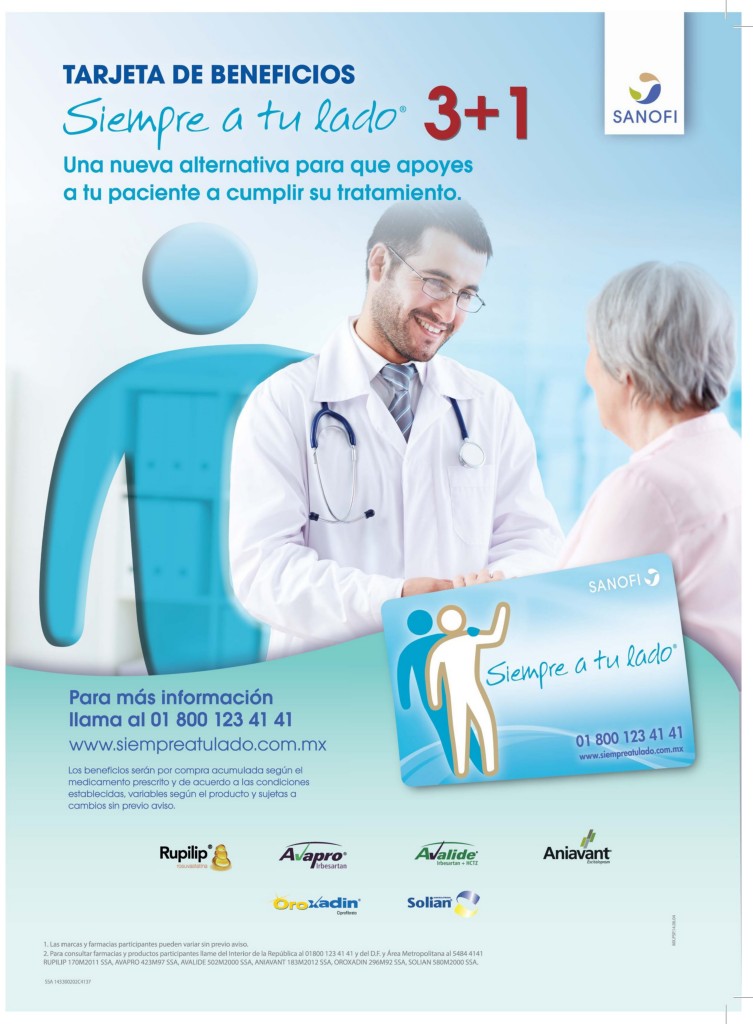 TARJETA DE BENEFICIOS
Siempre a tu lado® 3+1
SANOFI
Una nueva alternativa para que apoyes
a tu paciente a cumplir su tratamiento.
SANOFI
Siempre a tu lado®
01 800 123 41 41
www.siempreatulado.com.mx
Para más información
llama al 01 800 123 41 41
www.siempreatulado.com.mx
Los beneficios serán por compra acumulada según el
medicamento prescrito y de acuerdo a las condiciones
establecidas, variables según el producto y sujetas a
cambios sin previo aviso.
Rupilip®
Avapro®
Irbesartan
Avalide®
Irbesartan + HCTZ
Aniavant
Escitalopram
Oroxadin®
Ciprofibrato
Solian
1. Las marcas y farmacias participantes pueden variar sin previo aviso.
2. Para consultar farmacias y productos participantes llame del Interior de la República al 01800 123 41 41 y del D.F. y Área Metropolitana al 5484 4141
RUPILIP 170M2011 SSA, AVAPRO 423M97 SSA, AVALIDE 502M2000 SSA, ANIAVANT 183M2012 SSA, OROXADIN 296M92 SSA, SOLIAN 580M2000 SSA.